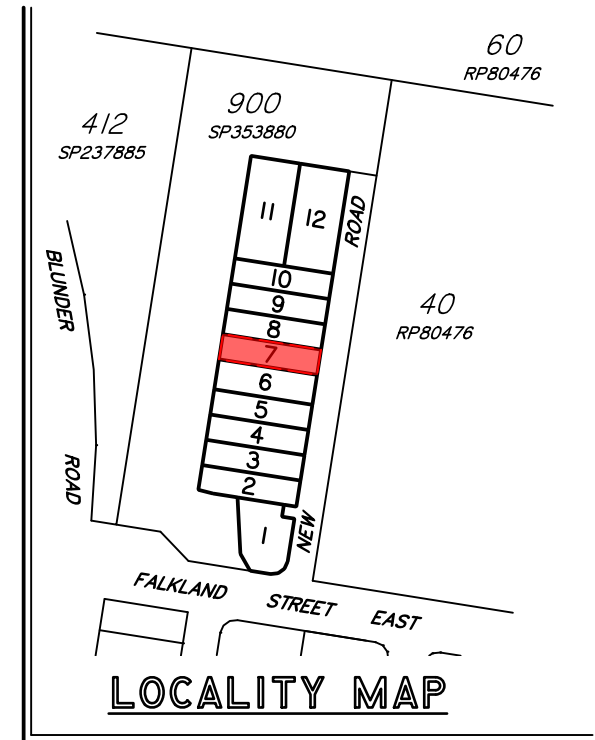 60
RP80476
900
SP353880
412
SP237885
11
12
ROAD
10
9
8
7
6
5
4
3
2
1
40
RP80476
BLUNDER
ROAD
NEW
FALKLAND STREET EAST
LOCALITY MAP